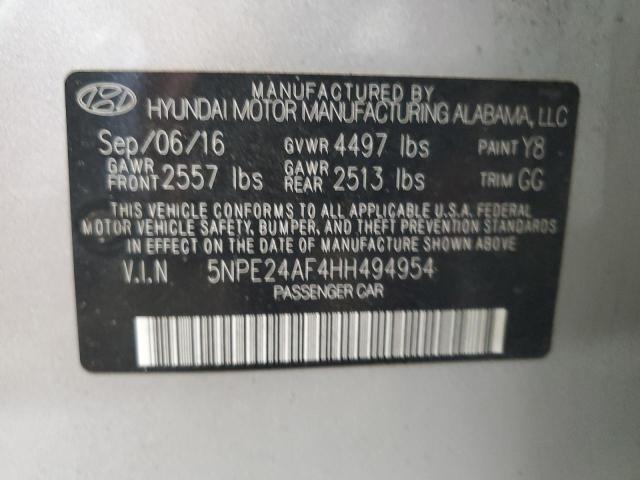 MANUFACTURED BY
HYUNDAI MOTOR MANUFACTURING ALABAMA, LLC
Sep/06/16 GVWR 4497 lbs PAINT Y8
GAWR FRONT 2557 lbs GAWR REAR 2513 lbs TRIM GG
THIS VEHICLE CONFORMS TO ALL APPLICABLE U.S.A. FEDERAL
MOTOR VEHICLE SAFETY, BUMPER, AND THEFT PREVENTION STANDARDS
IN EFFECT ON THE DATE OF MANUFACTURE SHOWN ABOVE.
V.I.N 5NPE24AF4HH494954
PASSENGER CAR